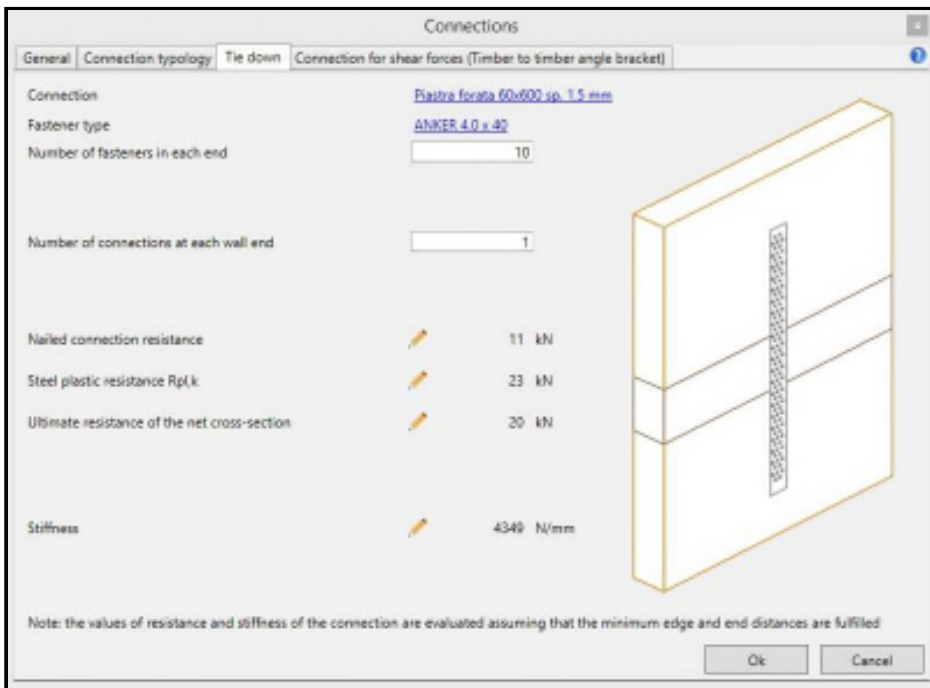 Connections
x
General Connection typology Tie down Connection for shear forces (Timber to timber angle bracket) ?
Connection Piastra forata 60x600 sp. 1.5 mm
Fastener type ANKER 4.0 x 40
Number of fasteners in each end 10
Number of connections at each wall end 1
Nailed connection resistance 11 kN
Steel plastic resistance Rpl,k 23 kN
Ultimate resistance of the net cross-section 20 kN
Stiffness 4349 N/mm
Note: the values of resistance and stiffness of the connection are evaluated assuming that the minimum edge and end distances are fulfilled
Ok Cancel